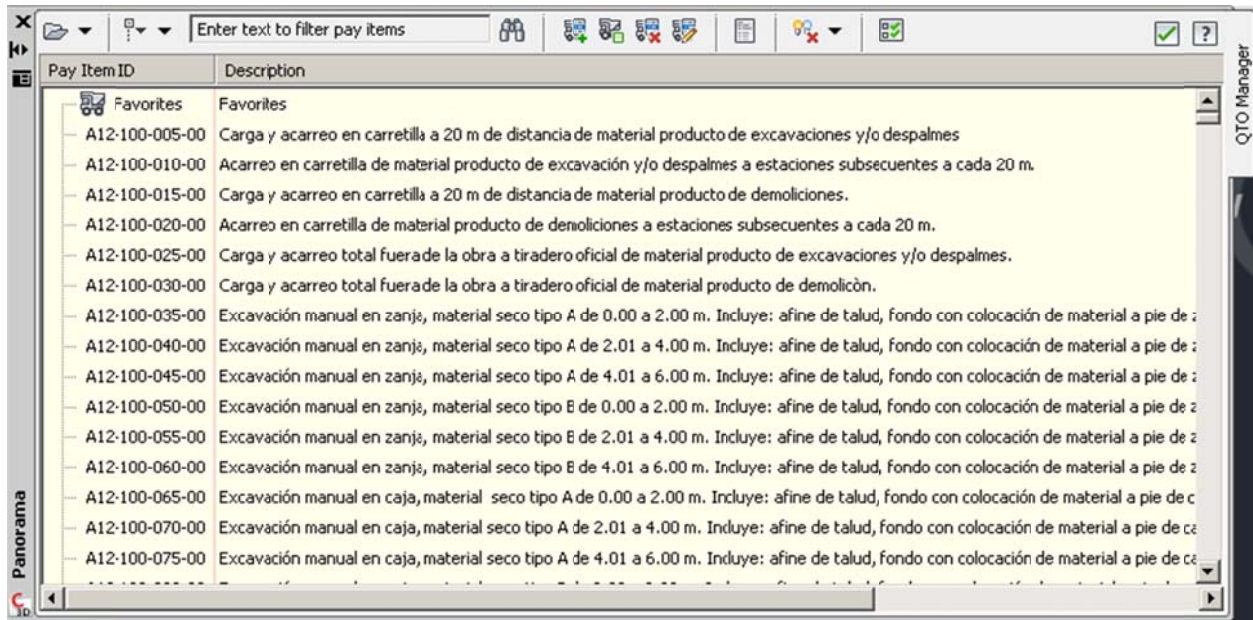 Enter text to filter pay items
Pay Item ID Description
Favorites Favorites
A12-100-005-00 Carga y acarreo en carretilla a 20 m de distancia de material producto de excavaciones y/o despalmes
A12-100-010-00 Acarreo en carretilla de material producto de excavación y/o despalmes a estaciones subsecuentes a cada 20 m.
A12-100-015-00 Carga y acarreo en carretilla a 20 m de distancia de material producto de demoliciones.
A12-100-020-00 Acarreo en carretilla de material producto de demoliciones a estaciones subsecuentes a cada 20 m.
A12-100-025-00 Carga y acarreo total fuera de la obra a tiradero oficial de material producto de excavaciones y/o despalmes.
A12-100-030-00 Carga y acarreo total fuera de la obra a tiradero oficial de material producto de demolicòn.
A12-100-035-00 Excavación manual en zanja, material seco tipo A de 0.00 a 2.00 m. Incluye: afine de talud, fondo con colocación de material a pie de
A12-100-040-00 Excavación manual en zanja, material seco tipo A de 2.01 a 4.00 m. Incluye: afine de talud, fondo con colocación de material a pie de
A12-100-045-00 Excavación manual en zanja, material seco tipo A de 4.01 a 6.00 m. Incluye: afine de talud, fondo con colocación de material a pie de
A12-100-050-00 Excavación manual en zanja, material seco tipo B de 0.00 a 2.00 m. Incluye: afine de talud, fondo con colocación de material a pie de z
A12-100-055-00 Excavación manual en zanja, material seco tipo B de 2.01 a 4.00 m. Incluye: afine de talud, fondo con colocación de material a pie de z
A12-100-060-00 Excavación manual en zanja, material seco tipo B de 4.01 a 6.00 m. Incluye: afine de talud, fondo con colocación de material a pie de z
A12-100-065-00 Excavación manual en caja, material seco tipo A de 0.00 a 2.00 m. Incluye: afine de talud, fondo con colocación de material a pie de c
A12-100-070-00 Excavación manual en caja, material seco tipo A de 2.01 a 4.00 m. Incluye: afine de talud, fondo con colocación de material a pie de ca
A12-100-075-00 Excavación manual en caja, material seco tipo A de 4.01 a 6.00 m. Incluye: afine de talud, fondo con colocación de material a pie de ca
QTO Manager
Panorama